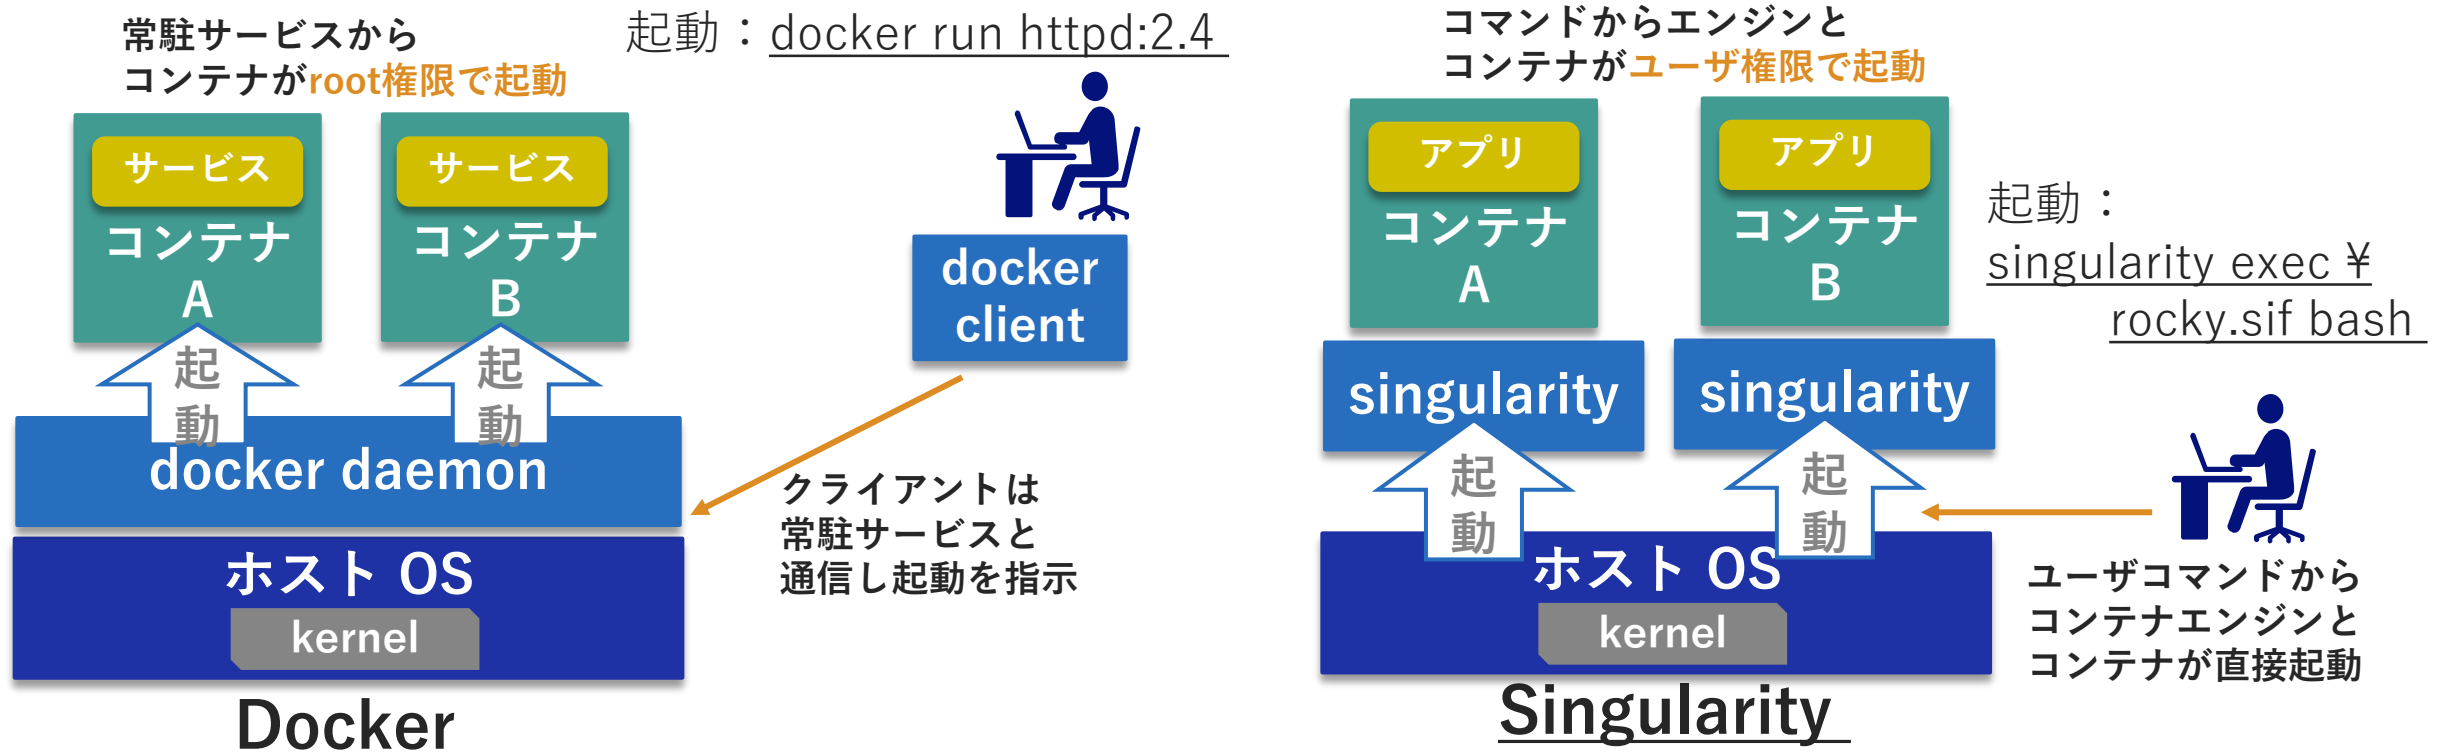 常駐サービスから
コンテナがroot権限で起動
起動：docker run httpd:2.4
サービス
コンテナ
A
サービス
コンテナ
B
起
動
起
動
docker daemon
ホスト OS
kernel
Docker
docker
client
クライアントは
常駐サービスと
通信し起動を指示
コマンドからエンジンと
コンテナがユーザ権限で起動
アプリ
コンテナ
A
アプリ
コンテナ
B
singularity
singularity
起
動
起
動
ホスト OS
kernel
Singularity
起動：
singularity exec ¥
rocky.sif bash
ユーザコマンドから
コンテナエンジンと
コンテナが直接起動